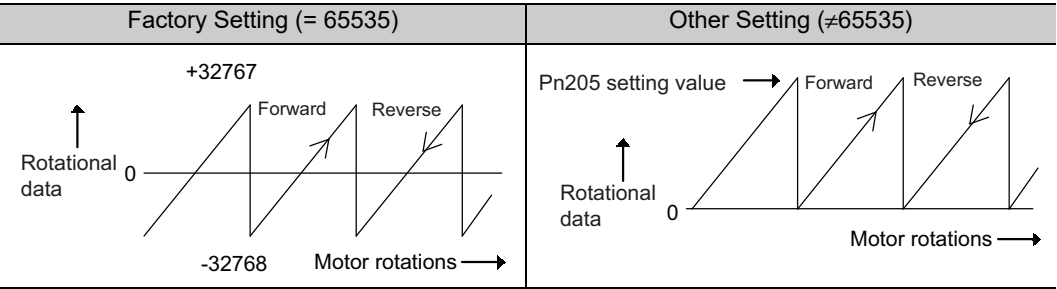 Factory Setting (= 65535)
Other Setting (≠65535)
+32767
Forward
Reverse
Rotational
data
0
-32768
Motor rotations
Pn205 setting value
Forward
Reverse
Rotational
data
0
Motor rotations